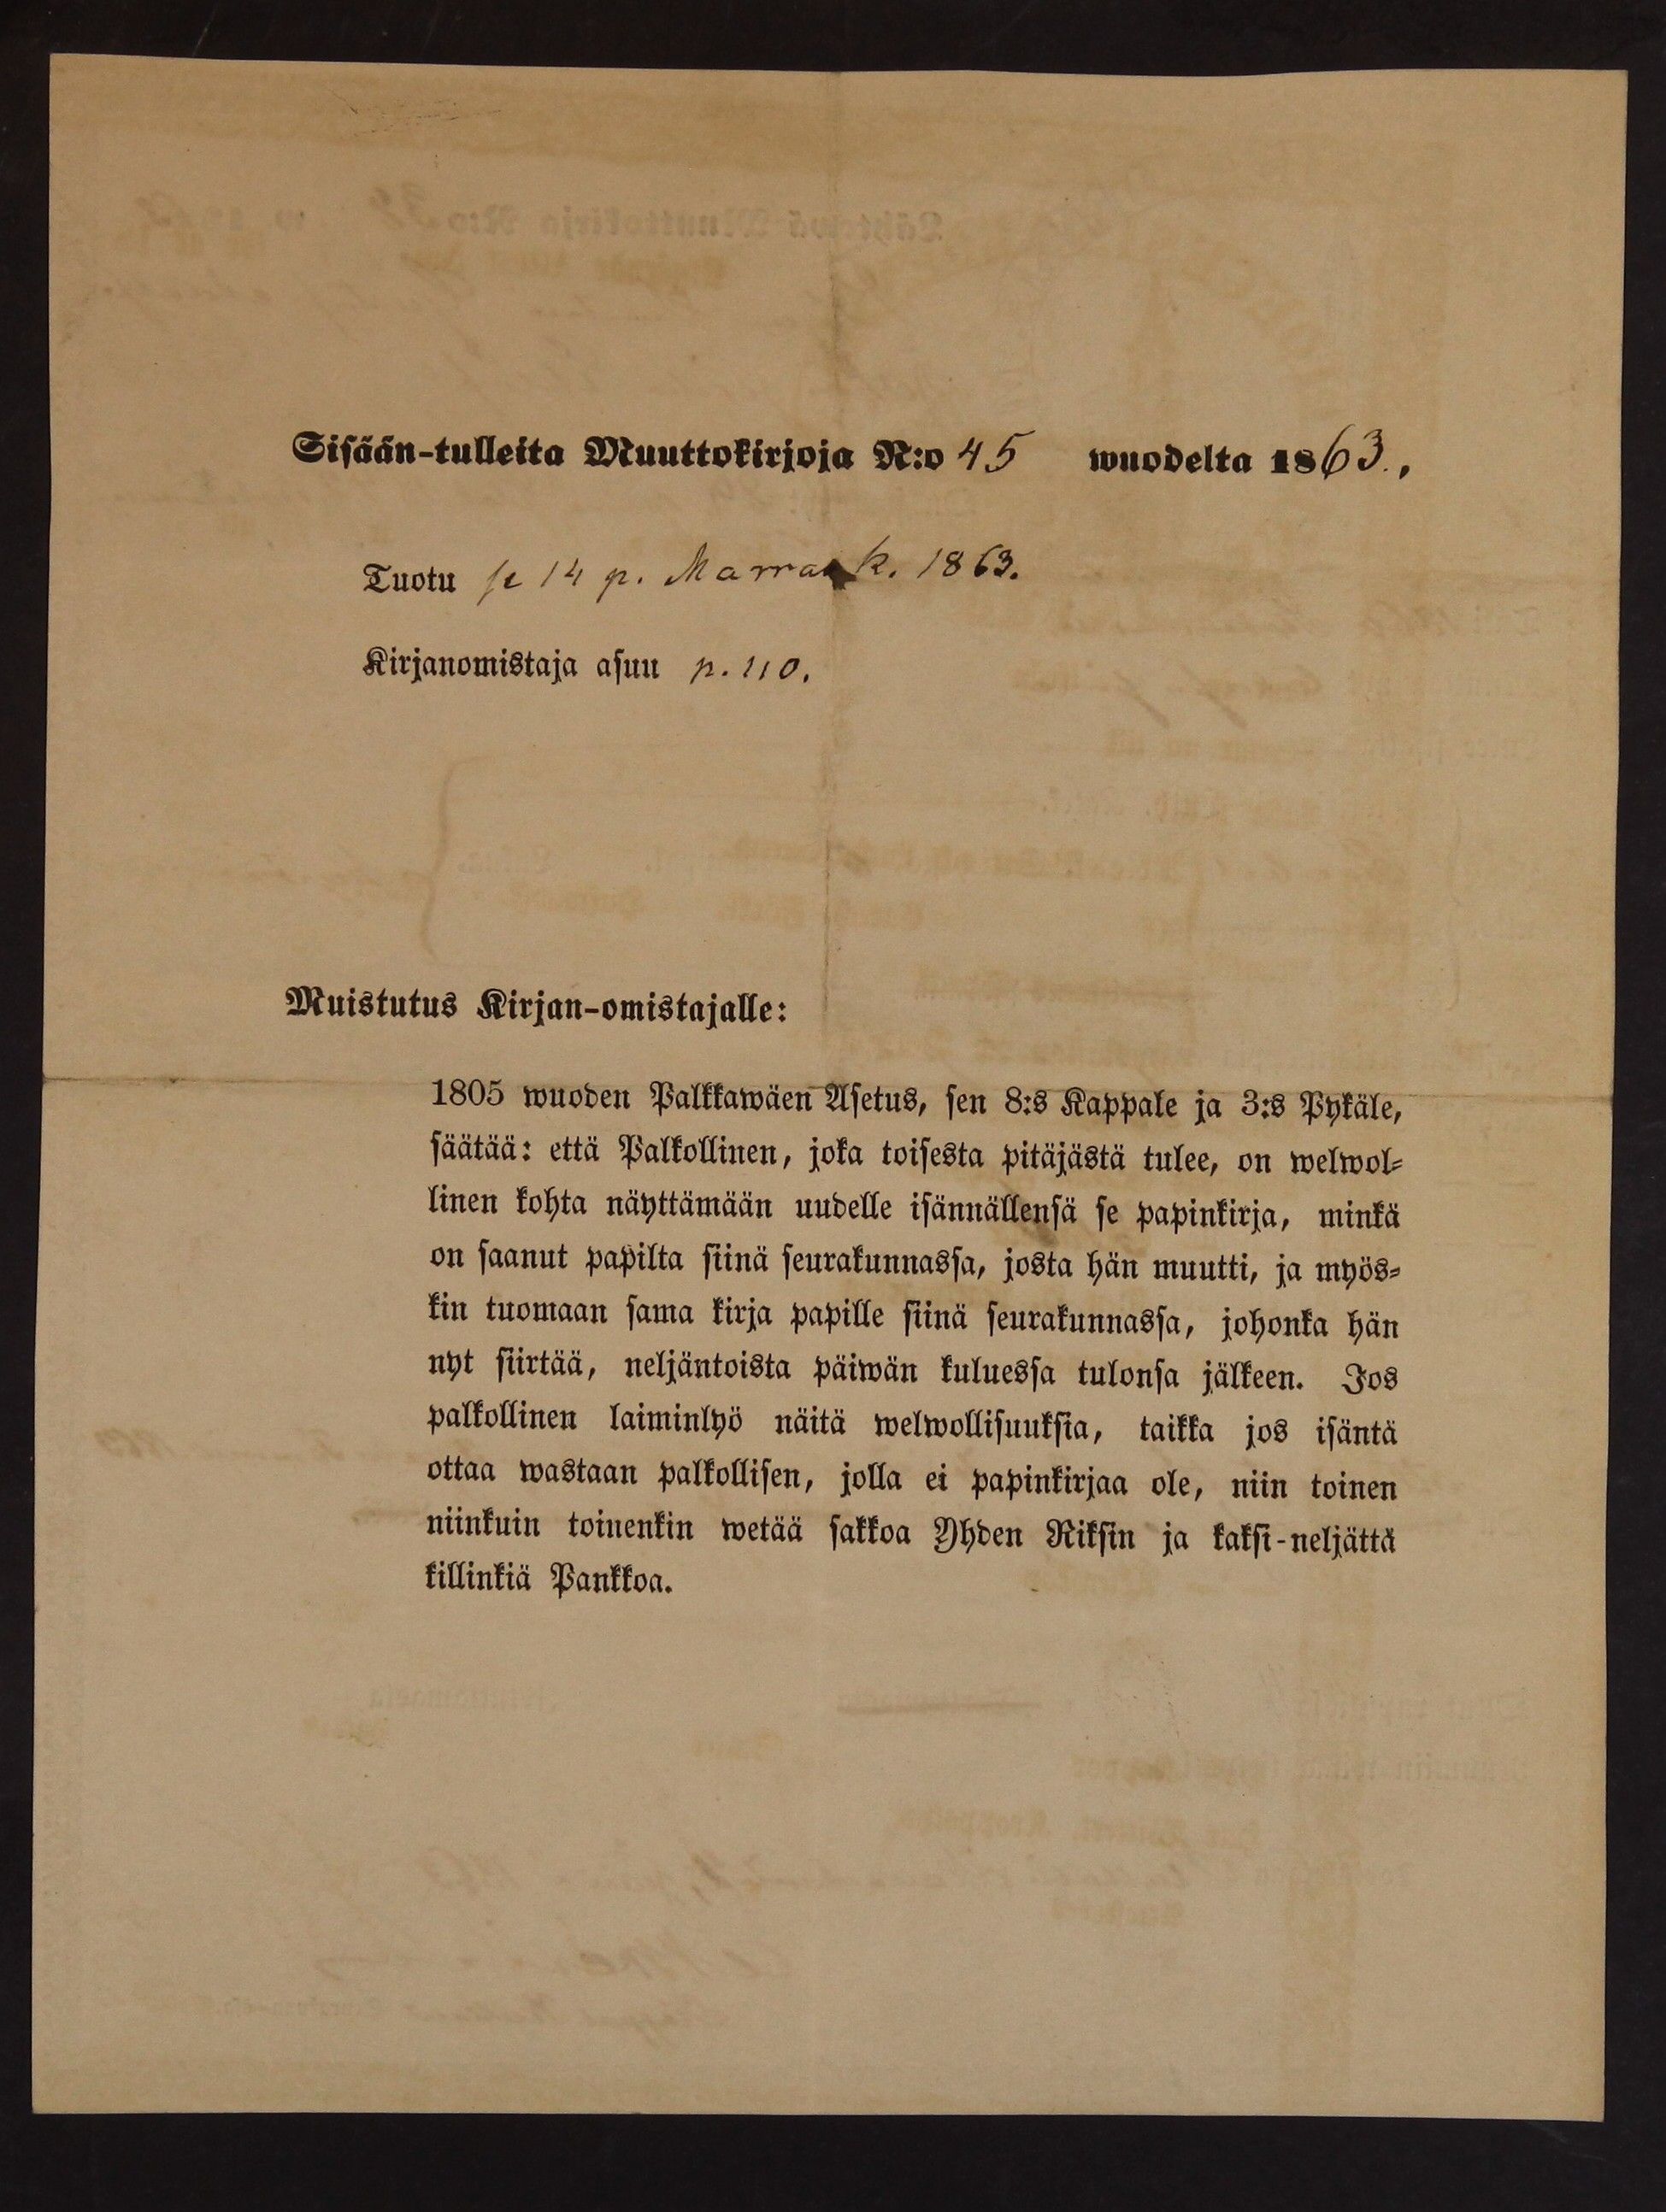 Sisään-tulleita Muuttokirjoja N:o 45 wuodelta 1863.,
Tuotu se 14 p. Marrask. 1863.
Kirjanomistaja asuu p. 110.
Muistutus Kirjan-omistajalle:
1805 wuoden Palkkawäen Asetus, sen 8:s Kappale ja 3:s Pykäle,
säätää: että Palkollinen, joka toisesta pitäjästä tulee, on welwol-
linen kohta näyttämään uudelle isännällensä se papinkirja, minkä
on saanut papilta siinä seurakunnassa, josta hän muutti, ja myös-
kin tuomaan sama kirja papille siinä seurakunnassa, johonka hän
nyt siirtää, neljäntoista päiwän kuluessa tulonsa jälkeen. Jos
palkollinen laiminlyö näitä welwollisuuksia, taikka jos isäntä
ottaa wastaan palkollisen, jolla ei papinkirjaa ole, niin toinen
niinkuin toinenkin wetää sakkoa Yhden Riksin ja kaksi-neljättä
killinkiä Pankkoa.